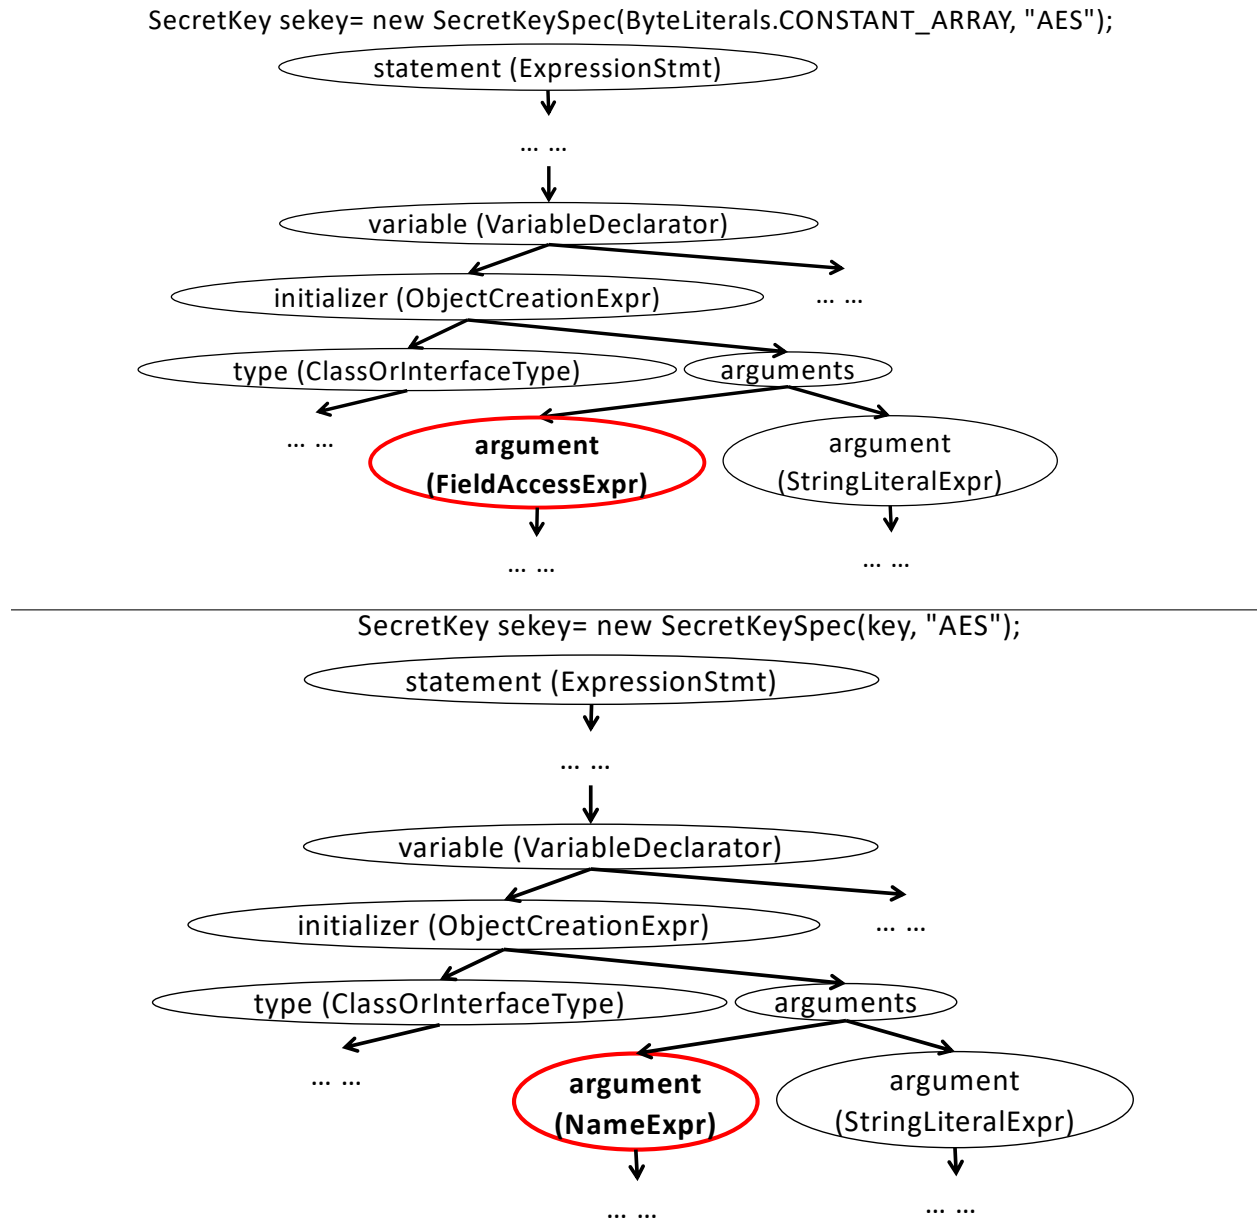 SecretKey sekey= new SecretKeySpec(ByteLiterals.CONSTANT_ARRAY, "AES");
statement (ExpressionStmt)
... ...
variable (VariableDeclarator)
initializer (ObjectCreationExpr)
... ...
type (ClassOrInterfaceType)
arguments
... ...
argument
(FieldAccessExpr)
argument
(StringLiteralExpr)
... ...
... ...
SecretKey sekey= new SecretKeySpec(key, "AES");
statement (ExpressionStmt)
... ...
variable (VariableDeclarator)
initializer (ObjectCreationExpr)
... ...
type (ClassOrInterfaceType)
arguments
... ...
argument
(NameExpr)
argument
(StringLiteralExpr)
... ...
... ...